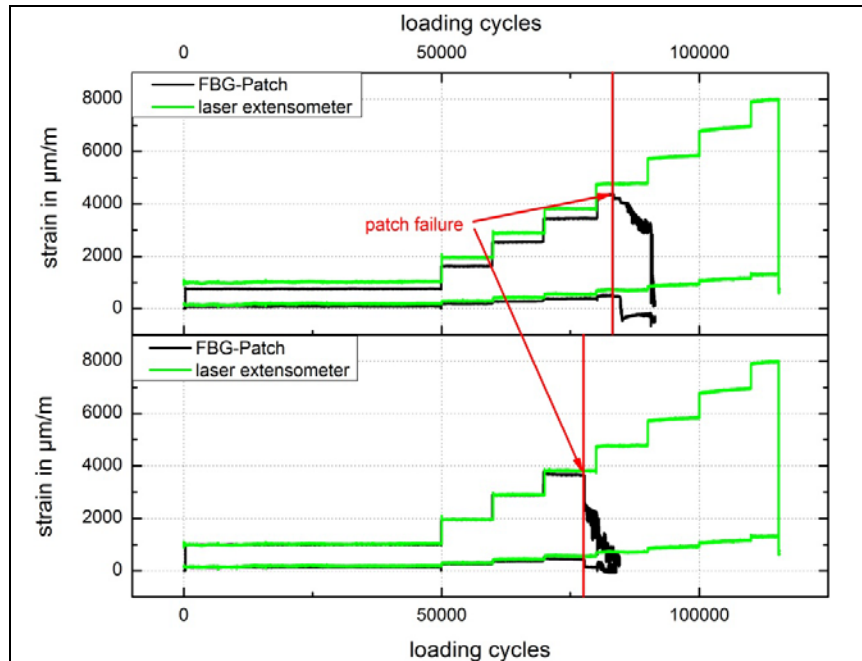 loading cycles
0 50000 100000
FBG-Patch
laser extensometer
8000
6000
4000
2000
0
strain in µm/m
patch failure
FBG-Patch
laser extensometer
8000
6000
4000
2000
0
strain in µm/m
0 50000 100000
loading cycles